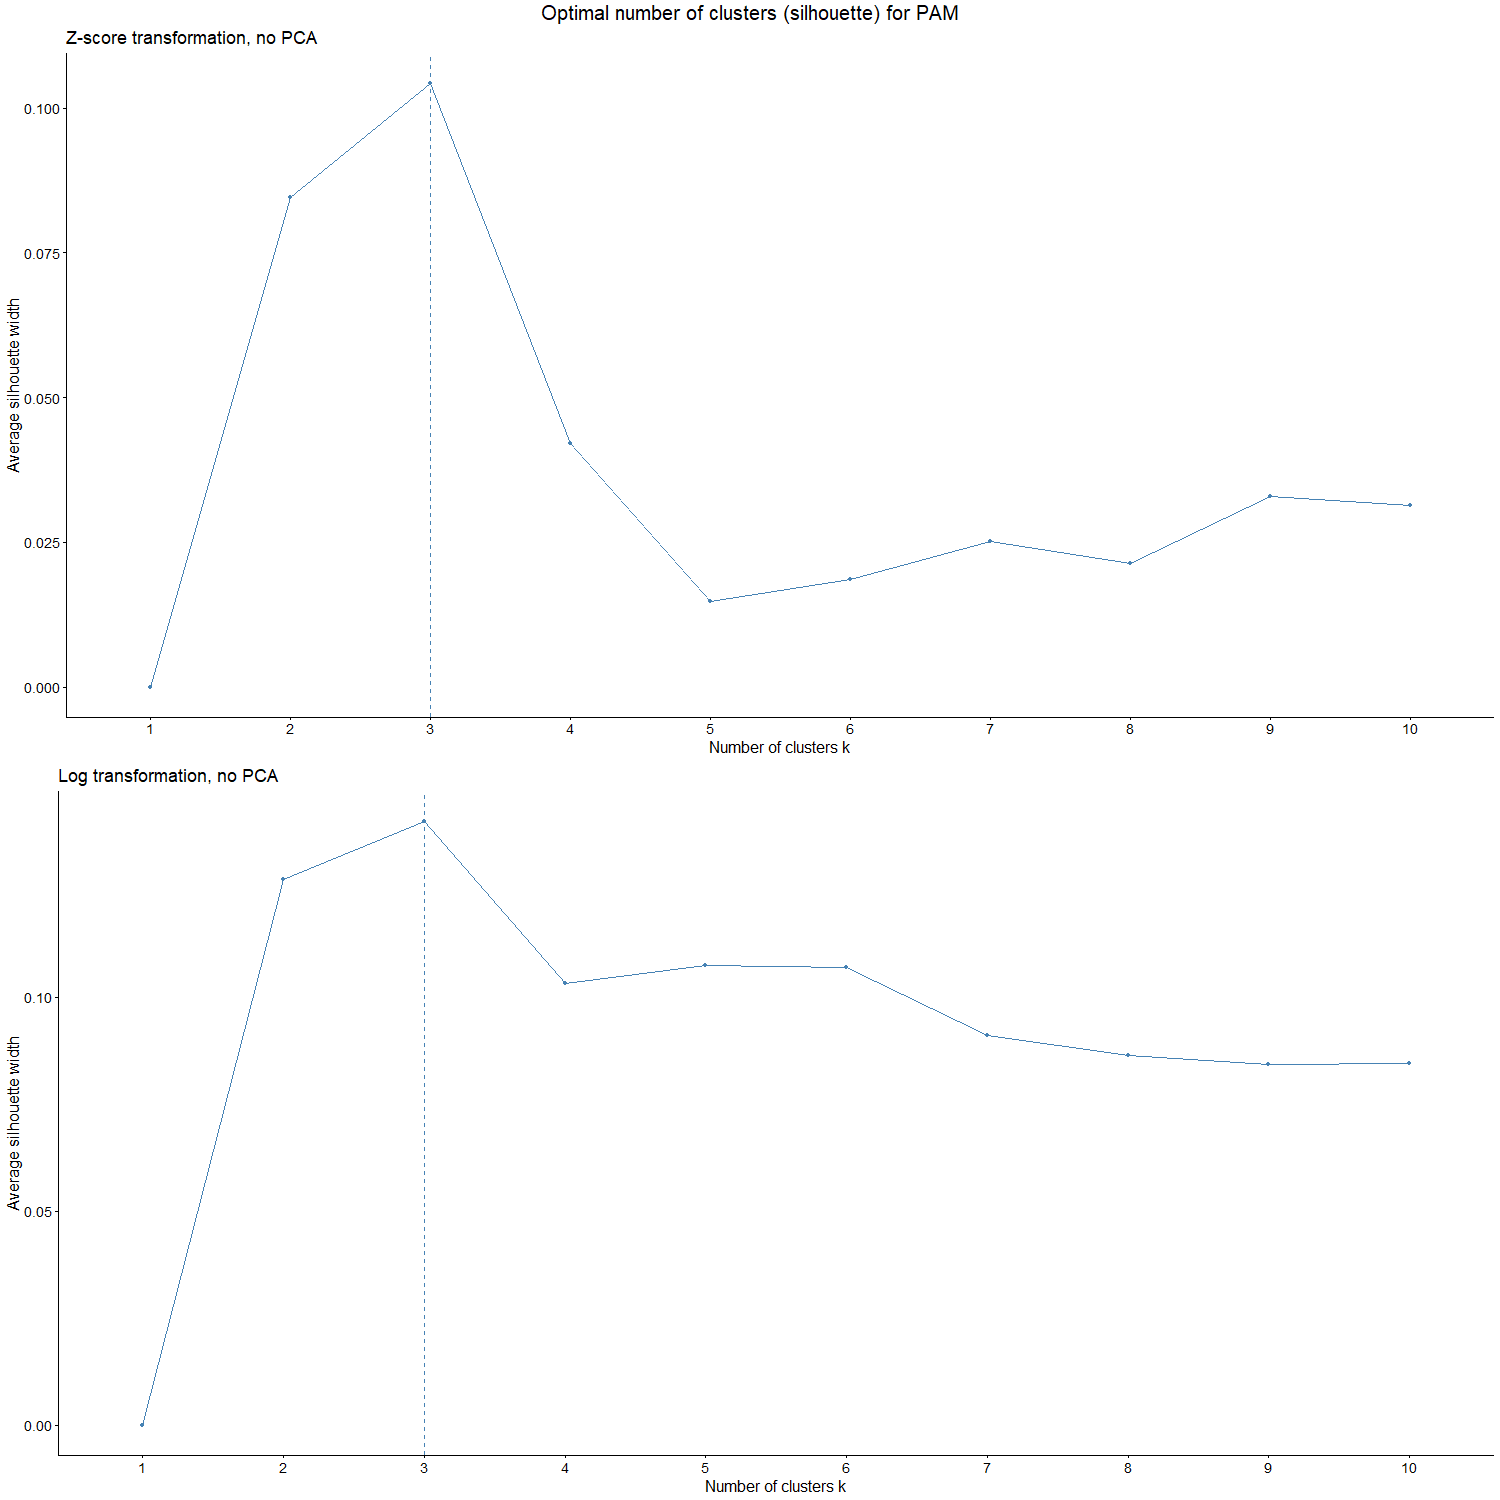 Optimal number of clusters (silhouette) for PAM
Z-score transformation, no PCA
Average silhouette width
0.100
0.075
0.050
0.025
0.000
1 2 3 4 5 6 7 8 9 10
Number of clusters k
Log transformation, no PCA
Average silhouette width
0.10
0.05
0.00
1 2 3 4 5 6 7 8 9 10
Number of clusters k